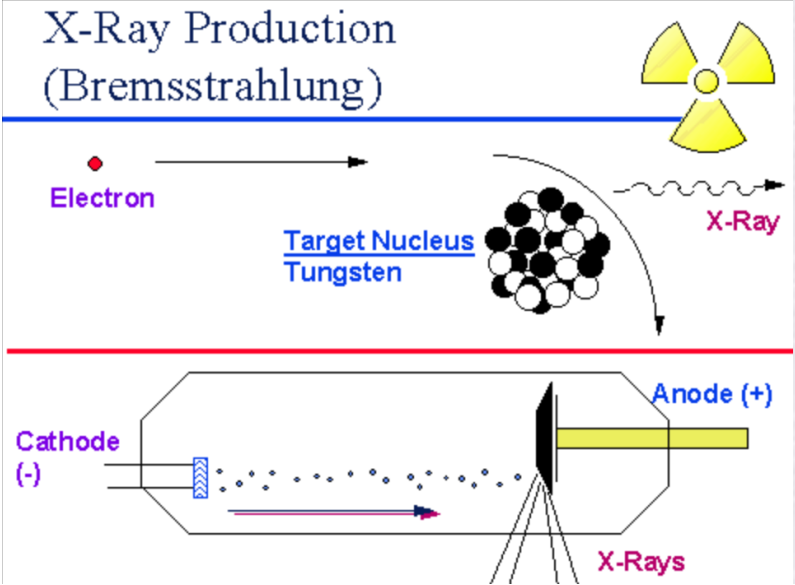 X-Ray Production
(Bremsstrahlung)
Electron
X-Ray
Target Nucleus
Tungsten
Anode (+)
Cathode
(-)
X-Rays